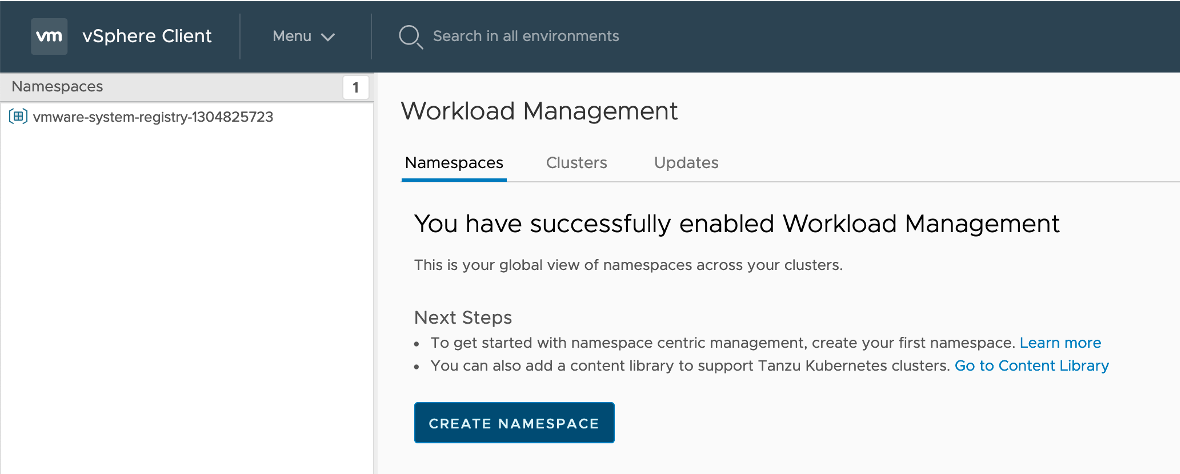 vm vSphere Client Menu Search in all environments
Namespaces 1
vmware-system-registry-1304825723
Workload Management
Namespaces Clusters Updates
You have successfully enabled Workload Management
This is your global view of namespaces across your clusters.
Next Steps
• To get started with namespace centric management, create your first namespace. Learn more
• You can also add a content library to support Tanzu Kubernetes clusters. Go to Content Library
CREATE NAMESPACE